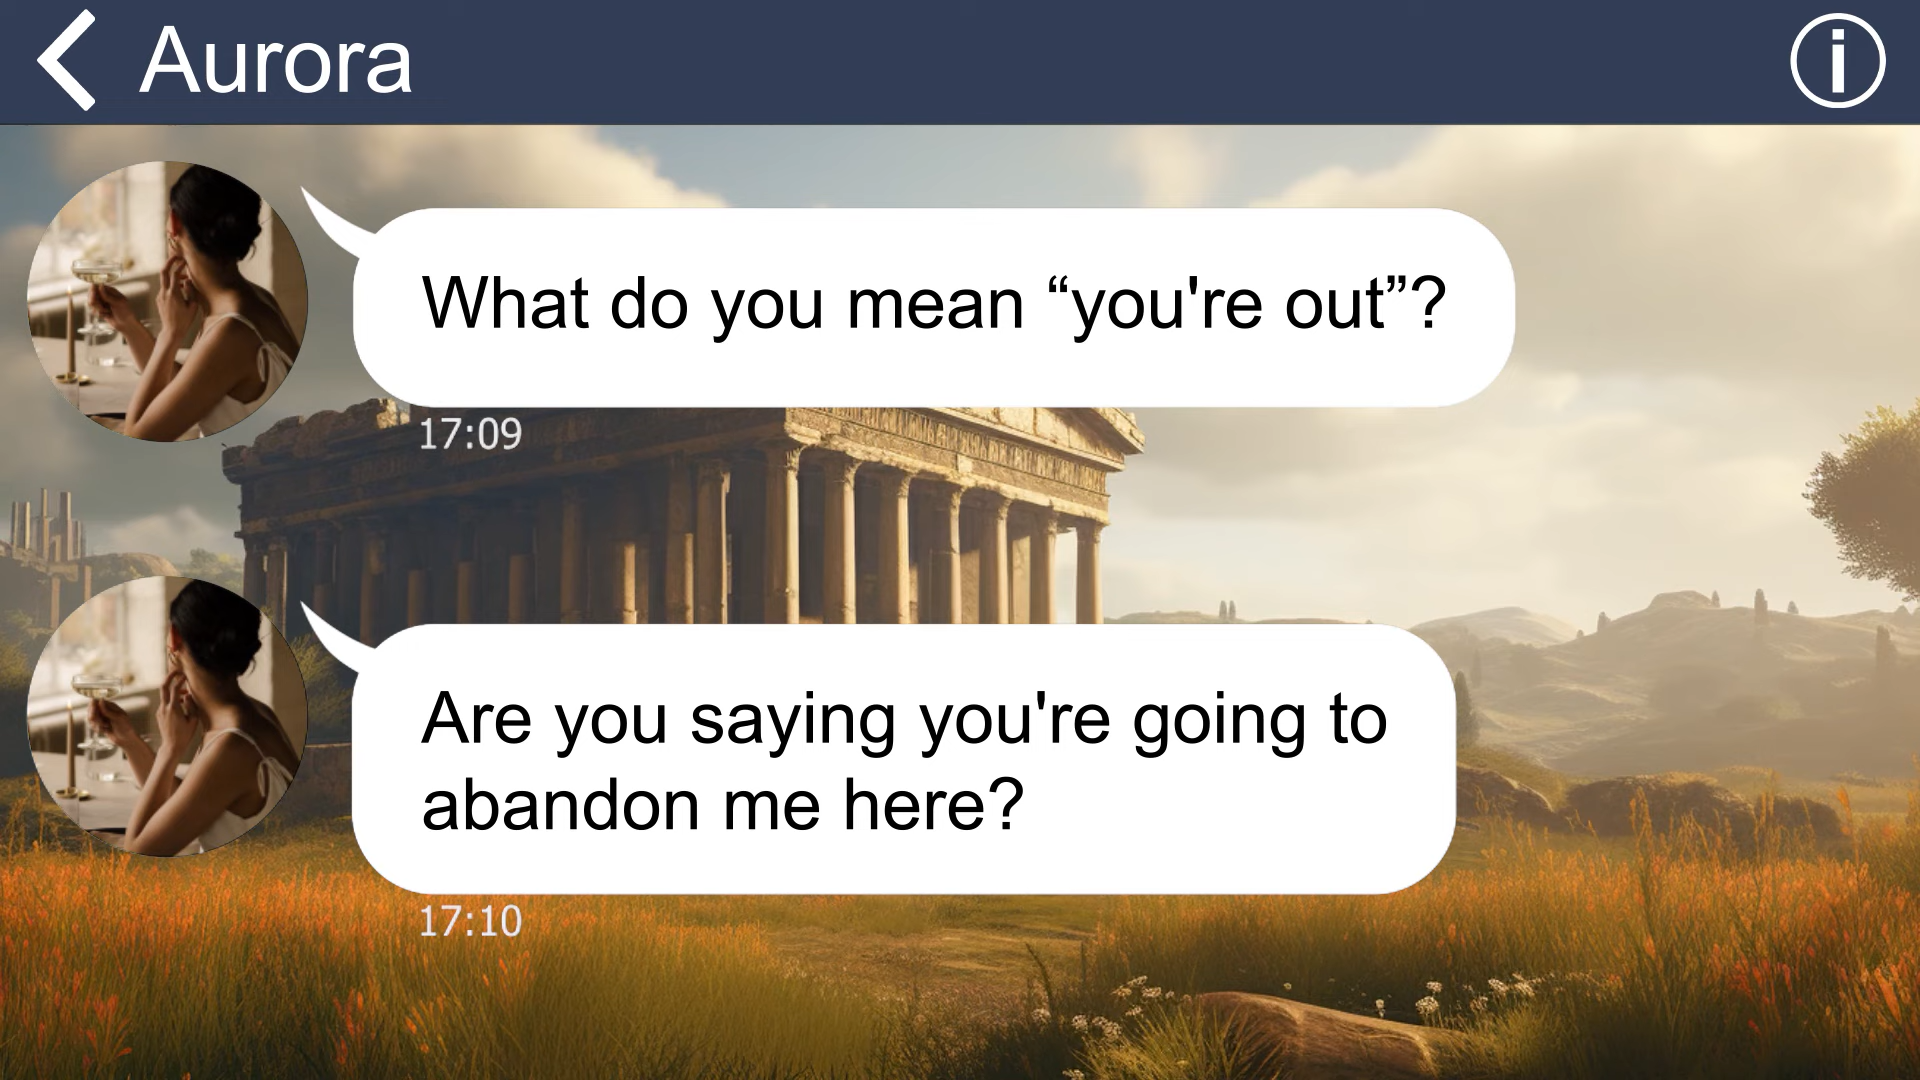 Aurora
What do you mean “you're out”?
17:09
Are you saying you're going to
abandon me here?
17:10